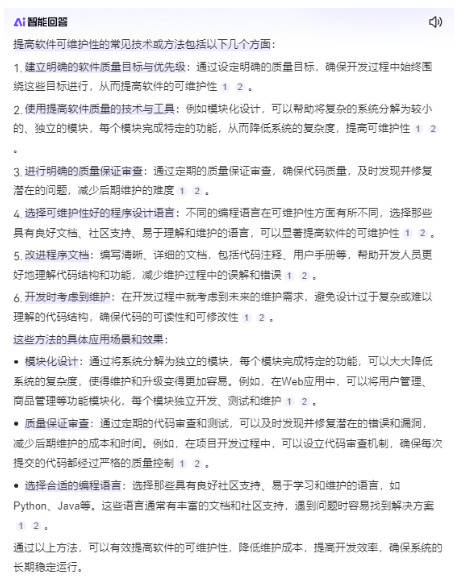 Ai智能回答
提高软件可维护性的常见技术或方法包括以下几个方面：
1.建立明确的软件质量目标与优先级：通过设定明确的质量目标，确保开发过程中始终围
绕这些目标进行，从而提高软件的可维护性 1 2 。
2.使用提高软件质量的技术与工具：例如模块化设计，可以帮助将复杂的系统分解为较小
的、独立的模块，每个模块完成特定的功能，从而降低系统的复杂度，提高可维护性 1 2
。
3.进行明确的质量保证审查：通过定期的质量保证审查，确保代码质量，及时发现并修复
潜在的问题，减少后期维护的难度 1 2 。
4.选择可维护性好的程序设计语言：不同的编程语言在可维护性方面有所不同，选择那些
具有良好文档、社区支持、易于理解和维护的语言，可以显著提高软件的可维护性 1 2 。
5.改进程序文档：编写清晰、详细的文档，包括代码注释、用户手册等，帮助开发人员更
好地理解代码结构和功能，减少维护过程中的误解和错误 1 2 。
6.开发时考虑到维护：在开发过程中就考虑到未来的维护需求，避免设计过于复杂或难以
理解的代码结构，确保代码的可读性和可修改性 1 2 。
这些方法的具体应用场景和效果：
• 模块化设计：通过将系统分解为独立的模块，每个模块完成特定的功能，可以大大降低
系统的复杂度，使得维护和升级变得更加容易。例如，在Web应用中，可以将用户管理、
商品管理等功能模块化，每个模块独立开发、测试和维护 1 2 。
• 质量保证审查：通过定期的代码审查和测试，可以及时发现并修复潜在的错误和漏洞，
减少后期维护的成本和时间。例如，在项目开发过程中，可以设立代码审查机制，确保每次
提交的代码都经过严格的质量控制 1 2 。
• 选择合适的编程语言：选择那些具有良好社区支持、易于学习和维护的语言，如
Python、Java等。这些语言通常有丰富的文档和社区支持，遇到问题时容易找到解决方案
1 2 。
通过以上方法，可以有效提高软件的可维护性，降低维护成本，提高开发效率，确保系统的
长期稳定运行。